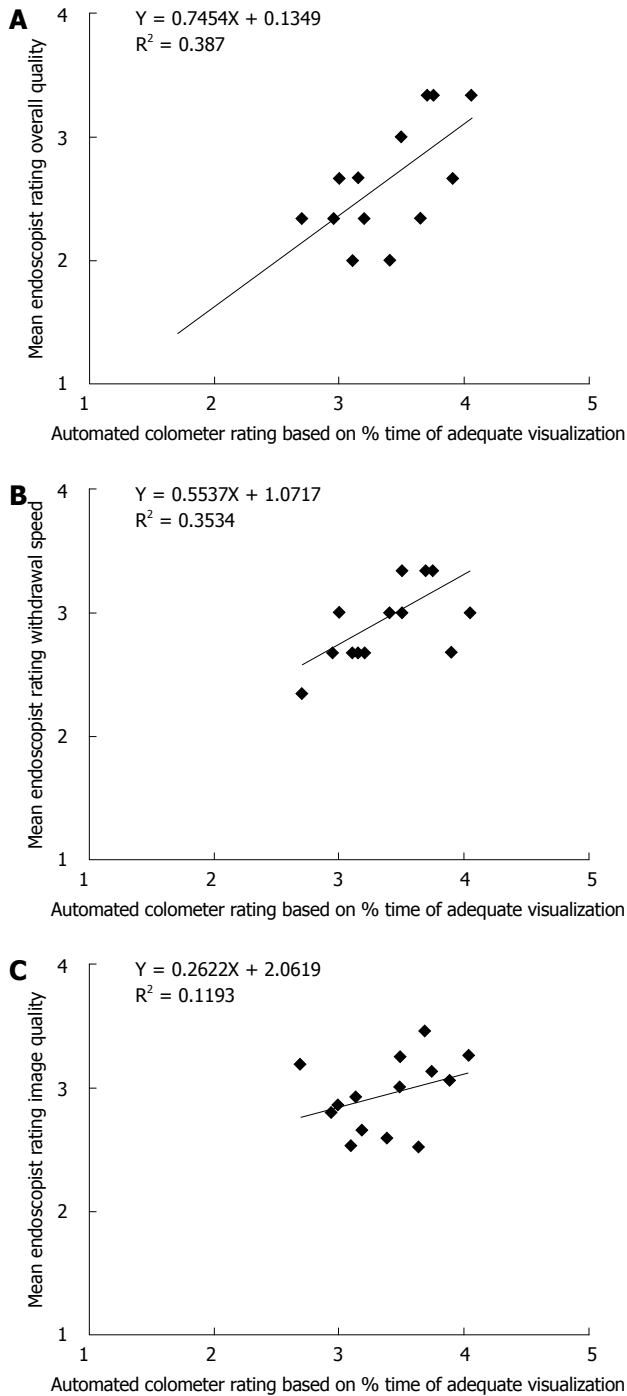 A
Y = 0.7454X + 0.1349
R² = 0.387
4
3
2
1
Mean endoscopist rating overall quality
1 2 3 4 5
Automated colometer rating based on % time of adequate visualization
B
Y = 0.5537X + 1.0717
R² = 0.3534
4
3
2
1
Mean endoscopist rating withdrawal speed
1 2 3 4 5
Automated colometer rating based on % time of adequate visualization
C
Y = 0.2622X + 2.0619
R² = 0.1193
4
3
2
1
Mean endoscopist rating image quality
1 2 3 4 5
Automated colometer rating based on % time of adequate visualization